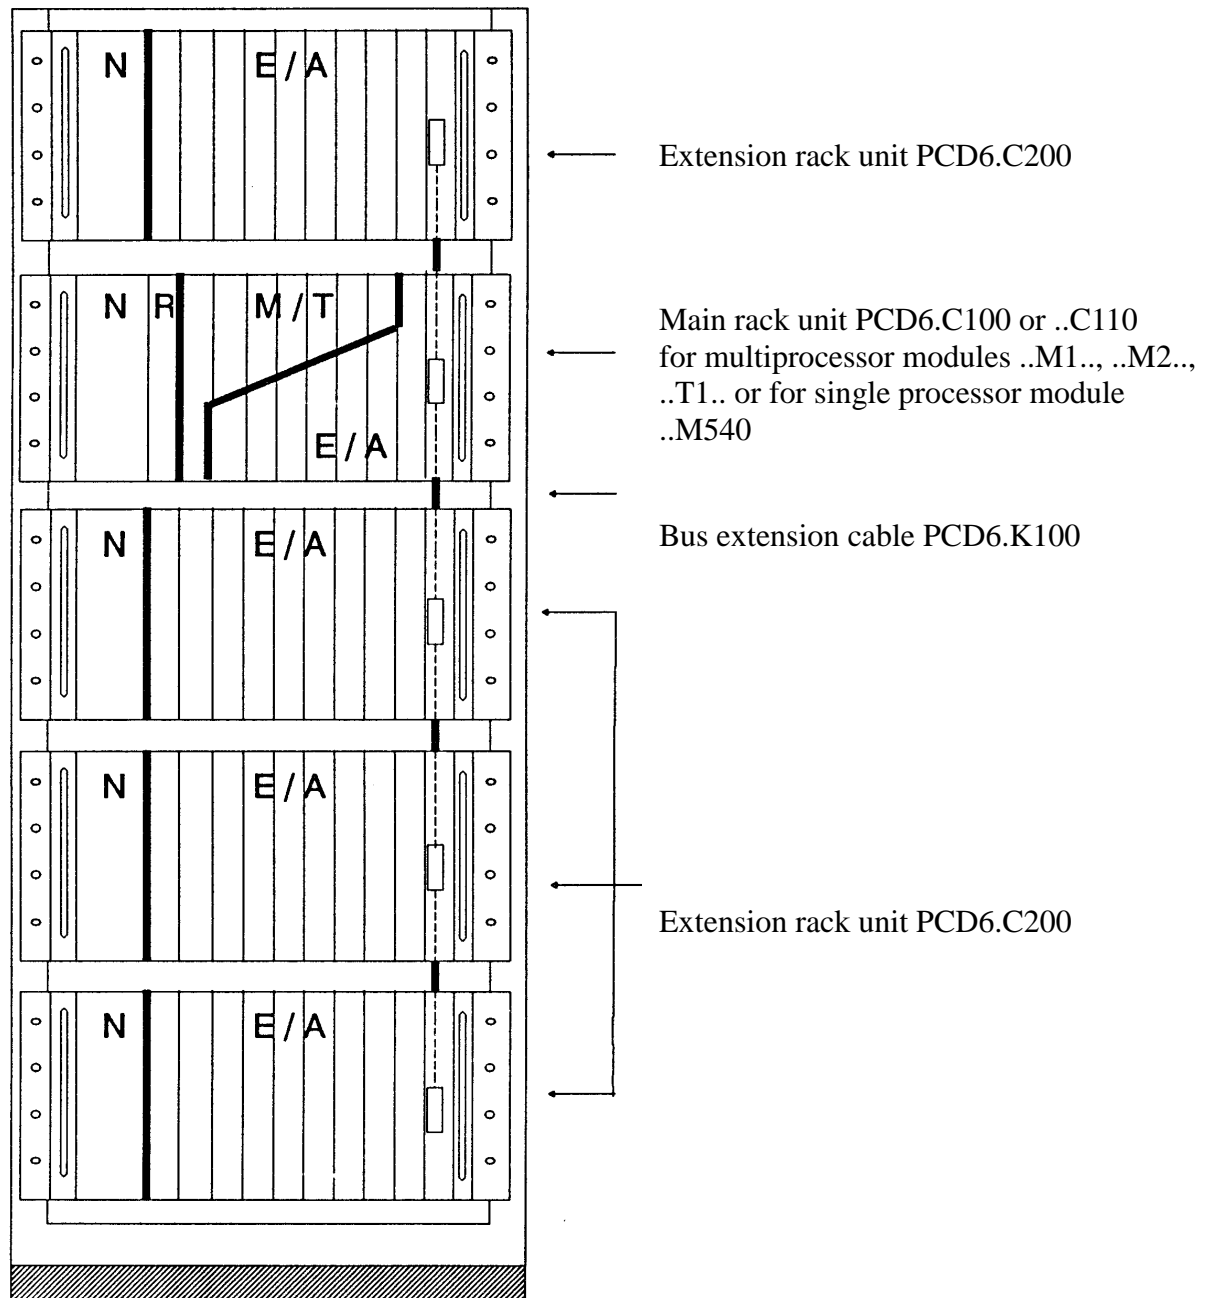 N E / A
Extension rack unit PCD6.C200
N R M / T
E / A
Main rack unit PCD6.C100 or ..C110
for multiprocessor modules ..M1.., ..M2..,
..T1.. or for single processor module
..M540
N E / A
Bus extension cable PCD6.K100
N E / A
Extension rack unit PCD6.C200
N E / A